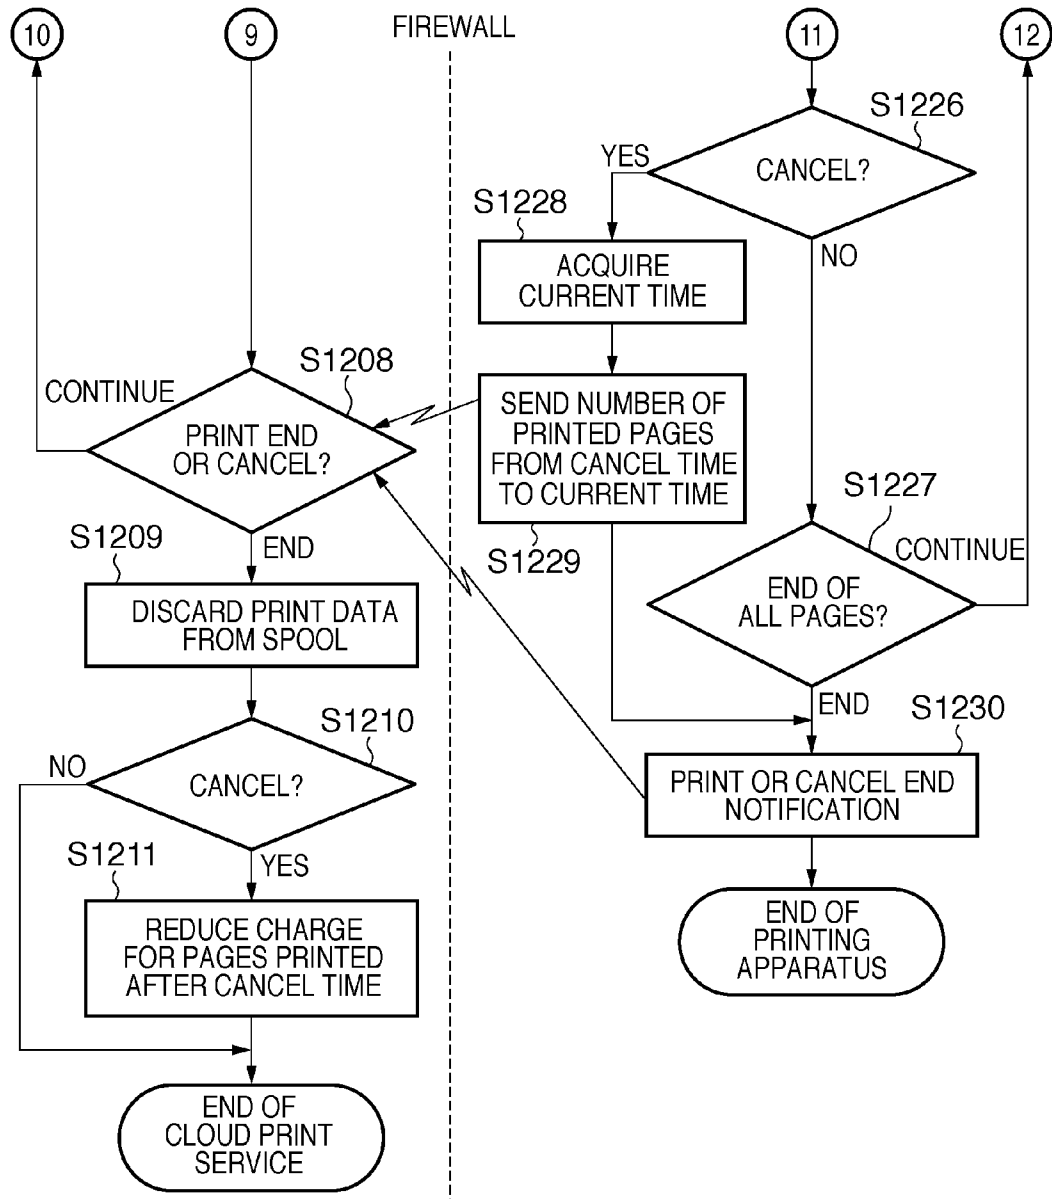 10
9
FIREWALL
11
12
S1226
CANCEL?
YES
NO
S1228
ACQUIRE
CURRENT TIME
S1208
CONTINUE
PRINT END
OR CANCEL?
END
SEND NUMBER OF
PRINTED PAGES
FROM CANCEL TIME
TO CURRENT TIME
S1229
S1227
CONTINUE
END OF
ALL PAGES?
END
S1209
DISCARD PRINT DATA
FROM SPOOL
S1210
NO
CANCEL?
YES
S1230
PRINT OR CANCEL END
NOTIFICATION
S1211
REDUCE CHARGE
FOR PAGES PRINTED
AFTER CANCEL TIME
END OF
PRINTING
APPARATUS
END OF
CLOUD PRINT
SERVICE